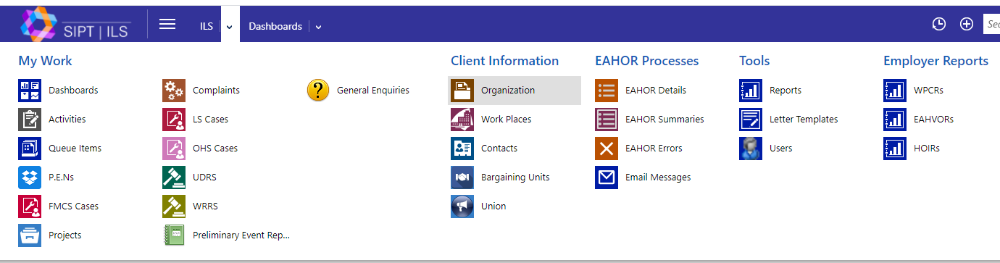 SIPT | ILS
ILS
Dashboards
Sea
My Work
Dashboards
Activities
Queue Items
P.E.Ns
FMCS Cases
Projects
Complaints
LS Cases
OHS Cases
UDRS
WRRS
Preliminary Event Rep...
General Enquiries
Client Information
Organization
Work Places
Contacts
Bargaining Units
Union
EAHOR Processes
EAHOR Details
EAHOR Summaries
EAHOR Errors
Email Messages
Tools
Reports
Letter Templates
Users
Employer Reports
WPCRs
EAHVORs
HOIRs